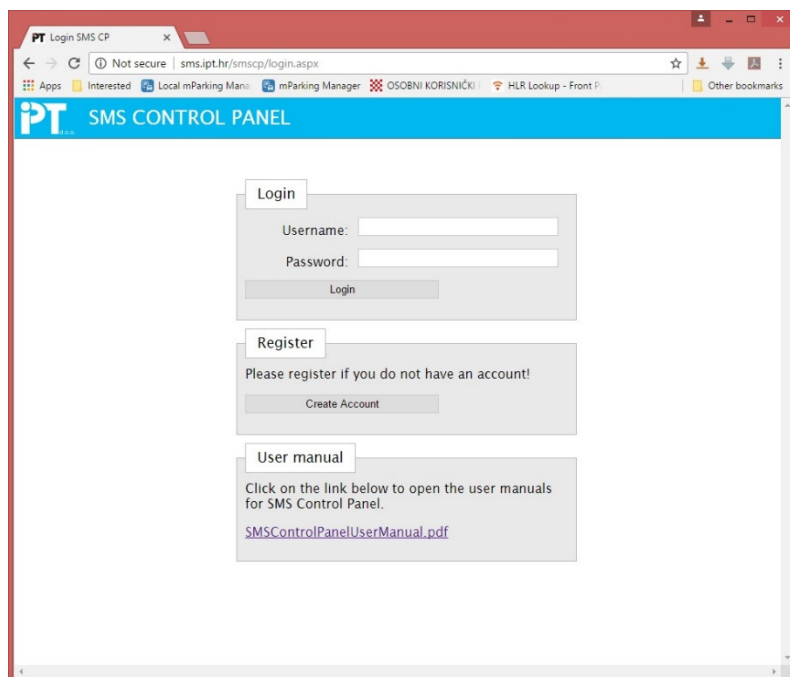 PT Login SMS CP
Not secure | sms.ipt.hr/smscp/login.aspx
Apps Interested Local mParking Mana mParking Manager OSOBNI KORISNIČKI HLR Lookup - Front P Other bookmarks
iPT d.o.o. SMS CONTROL PANEL
Login
Username:
Password:
Login
Register
Please register if you do not have an account!
Create Account
User manual
Click on the link below to open the user manuals
for SMS Control Panel.
SMSControlPanelUserManual.pdf